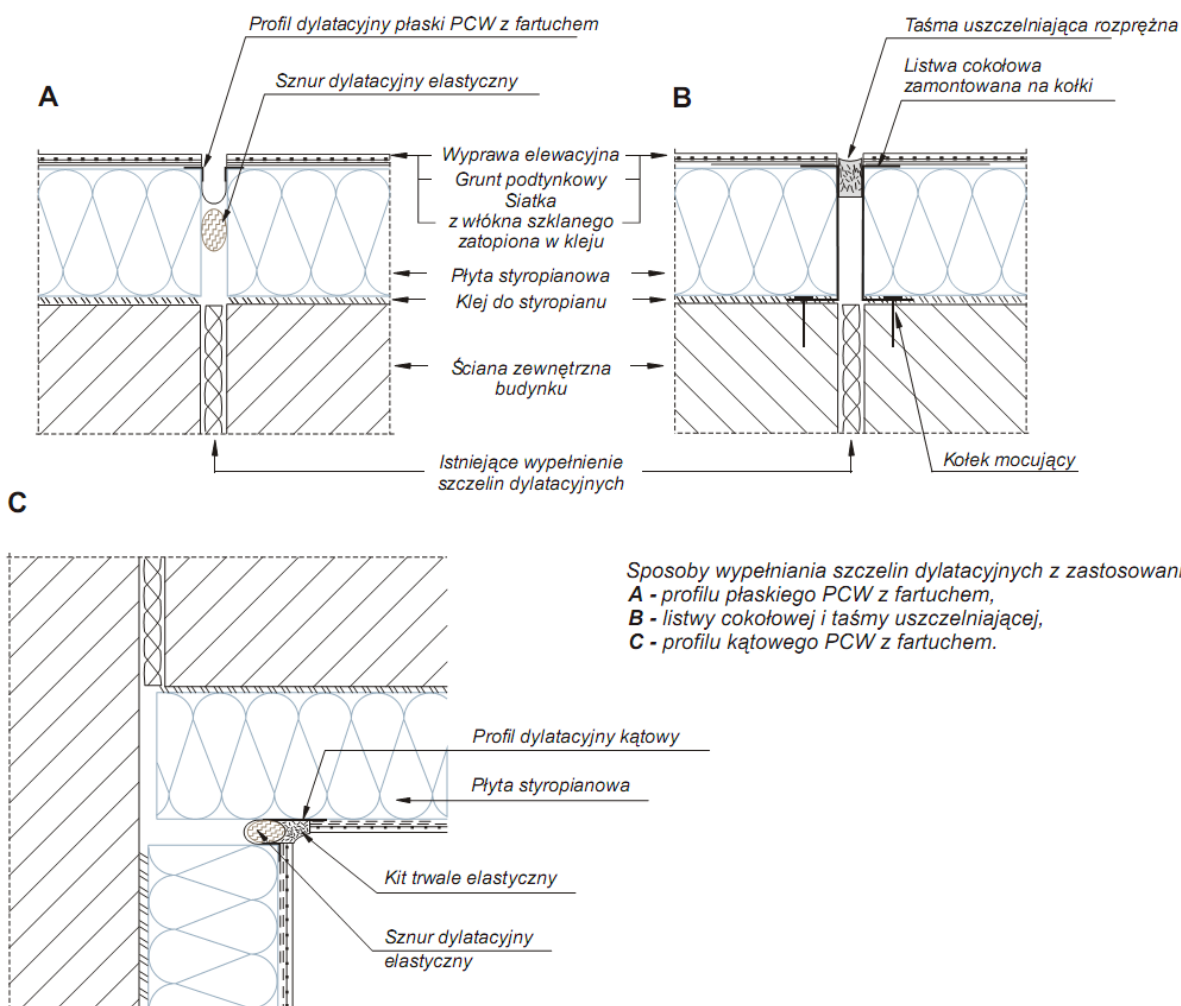 Profil dylatacyjny płaski PCW z fartuchem
Sznur dylatacyjny elastyczny
A
Taśma uszczelniająca rozprężna
Listwa cokołowa
zamontowana na kołki
B
Wyprawa elewacyjna
Grunt podtynkowy
Siatka
z włókna szklanego
zatopiona w kleju
Płyta styropianowa
Klej do styropianu
Ściana zewnętrzna
budynku
Istniejące wypełnienie
szczelin dylatacyjnych
Kołek mocujący
C
Sposoby wypełniania szczelin dylatacyjnych z zastosowani
A - profilu płaskiego PCW z fartuchem,
B - listwy cokołowej i taśmy uszczelniającej,
C - profilu kątowego PCW z fartuchem.
Profil dylatacyjny kątowy
Płyta styropianowa
Kit trwale elastyczny
Sznur dylatacyjny
elastyczny